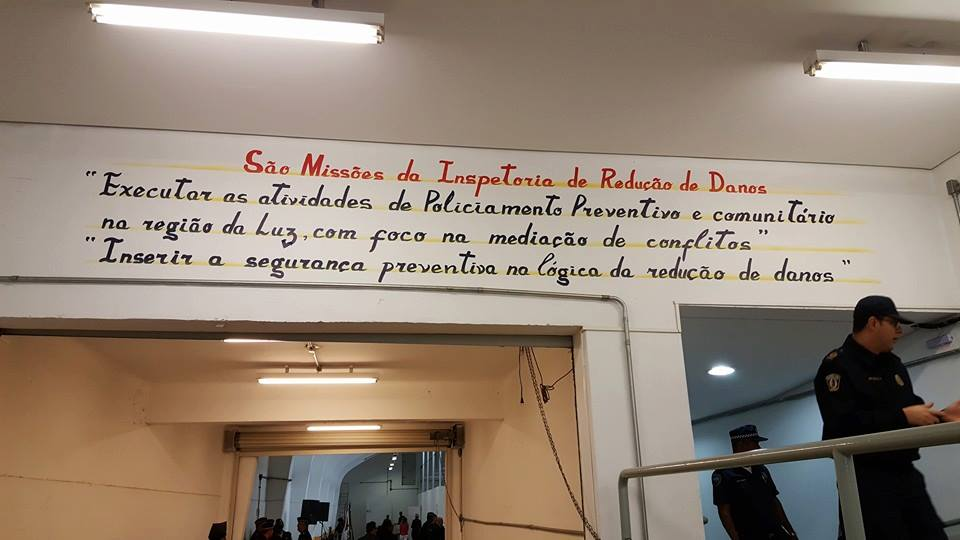 São Missões da Inspetoria de Redução de Danos
"Executar as atividades de Policiamento Preventivo e comunitário
na região da Luz, com foco na mediação de conflitos"
"Inserir a segurança preventiva na lógica da redução de danos"